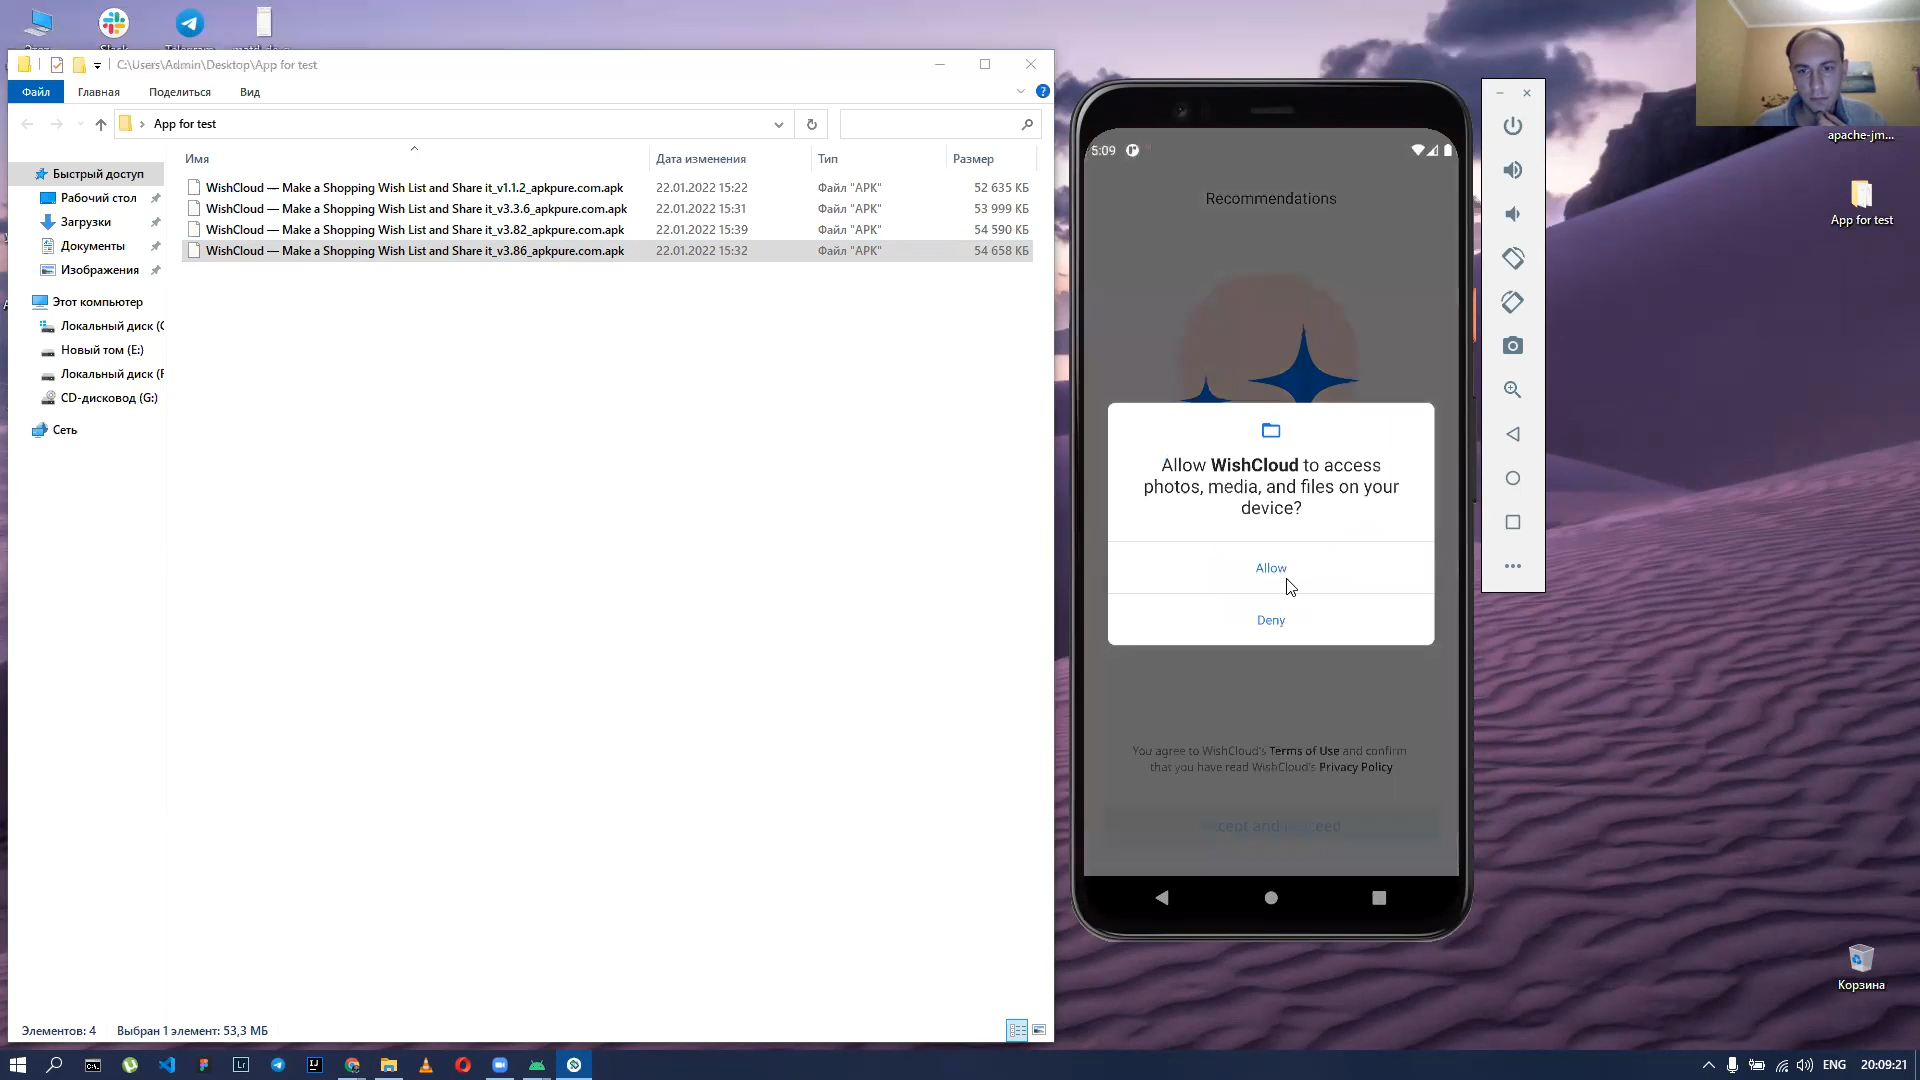 Slack
Telegram
C:\Users\Admin\Desktop\App for test
Файл
Главная
Поделиться
Вид
App for test
Имя
Дата изменения
Тип
Размер
WishCloud — Make a Shopping Wish List and Share it_v1.1.2_apkpure.com.apk
22.01.2022 15:22
Файл "APK"
52 635 КБ
WishCloud — Make a Shopping Wish List and Share it_v3.3.6_apkpure.com.apk
22.01.2022 15:31
Файл "APK"
53 999 КБ
WishCloud — Make a Shopping Wish List and Share it_v3.82_apkpure.com.apk
22.01.2022 15:39
Файл "APK"
54 590 КБ
WishCloud — Make a Shopping Wish List and Share it_v3.86_apkpure.com.apk
22.01.2022 15:32
Файл "APK"
54 658 КБ
Быстрый доступ
Рабочий стол
Загрузки
Документы
Изображения
Этот компьютер
Локальный диск (C
Новый том (E:)
Локальный диск (F
CD-дисковод (G:)
Сеть
Элементов: 4
Выбран 1 элемент: 53,3 МБ
5:09
Recommendations
Allow WishCloud to access
photos, media, and files on your
device?
Allow
Deny
You agree to WishCloud's Terms of Use and confirm
that you have read WishCloud's Privacy Policy
apache-jm...
App for test
Корзина
Lr
ENG
20:09:21